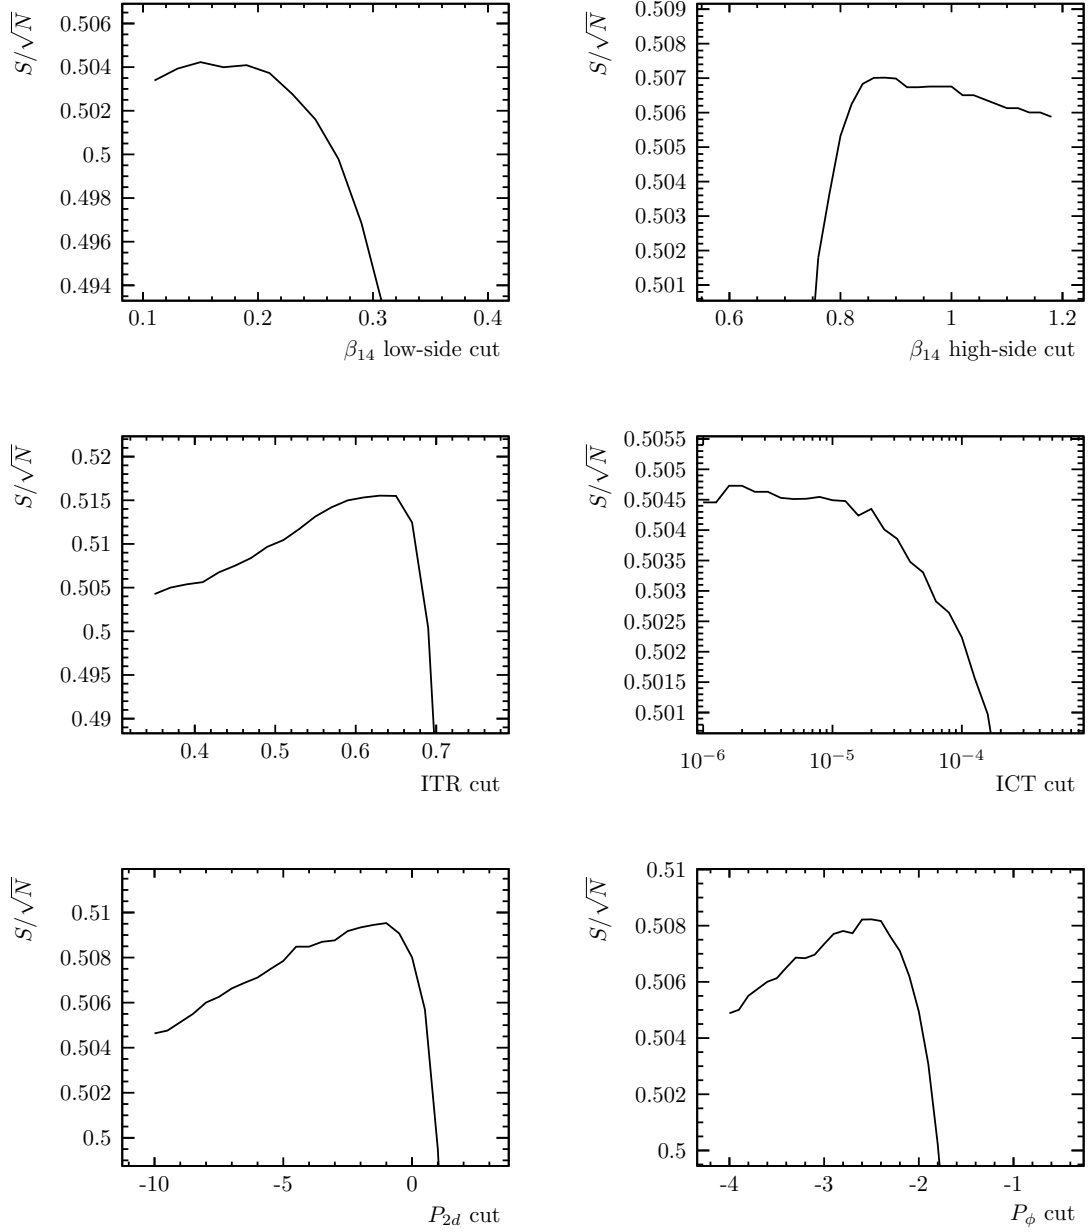 S/√N
0.506
0.504
0.502
0.5
0.498
0.496
0.494
0.1 0.2 0.3 0.4
β₁₄ low-side cut
S/√N
0.509
0.508
0.507
0.506
0.505
0.504
0.503
0.502
0.501
0.6 0.8 1 1.2
β₁₄ high-side cut
S/√N
0.52
0.515
0.51
0.505
0.5
0.495
0.49
0.4 0.5 0.6 0.7
ITR cut
S/√N
0.5055
0.505
0.5045
0.504
0.5035
0.503
0.5025
0.502
0.5015
0.501
10⁻⁶ 10⁻⁵ 10⁻⁴
ICT cut
S/√N
0.51
0.508
0.506
0.504
0.502
0.5
-10 -5 0
P₂d cut
S/√N
0.51
0.508
0.506
0.504
0.502
0.5
-4 -3 -2 -1
Pϕ cut